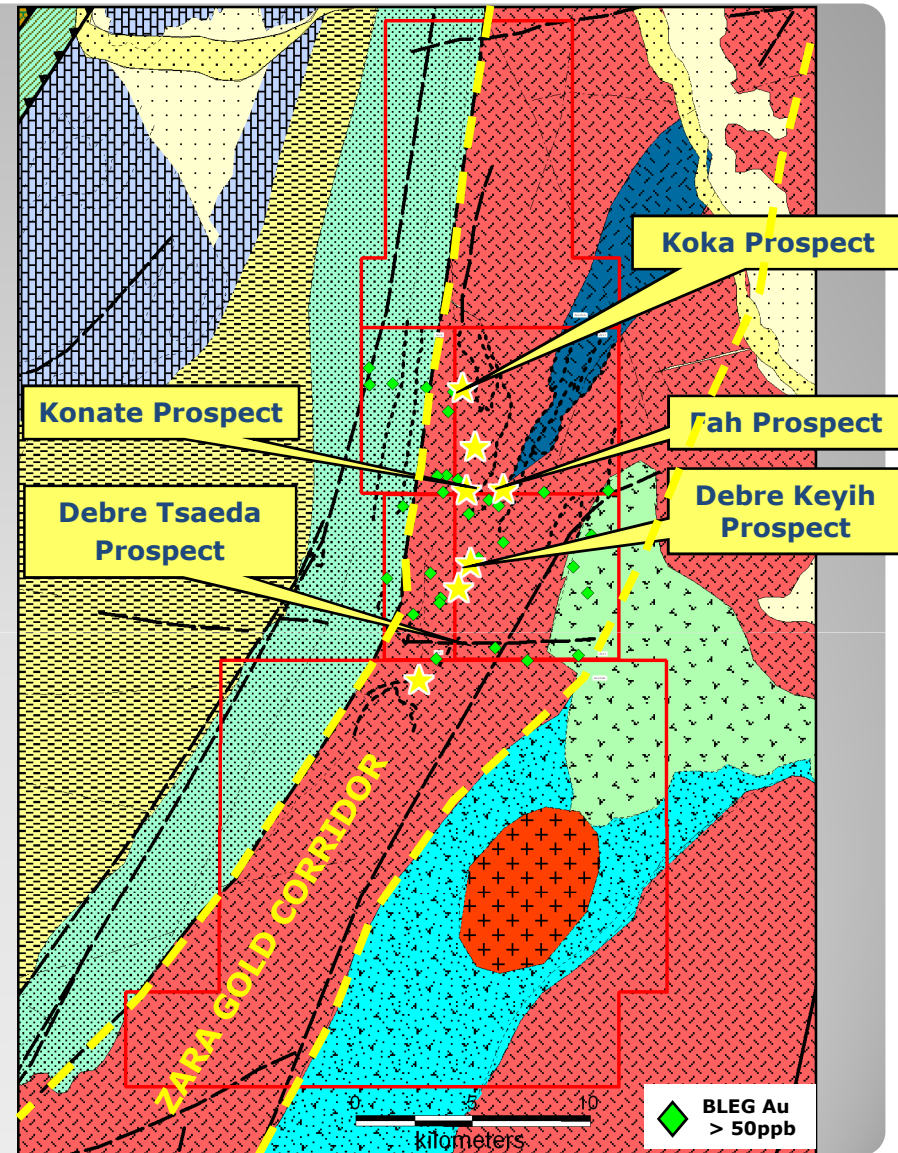 Koka Prospect
Konate Prospect
Fah Prospect
Debre Tsaeda
Prospect
Debre Keyih
Prospect
ZARA GOLD CORRIDOR
0 10
kilometers
BLEG Au
> 50ppb